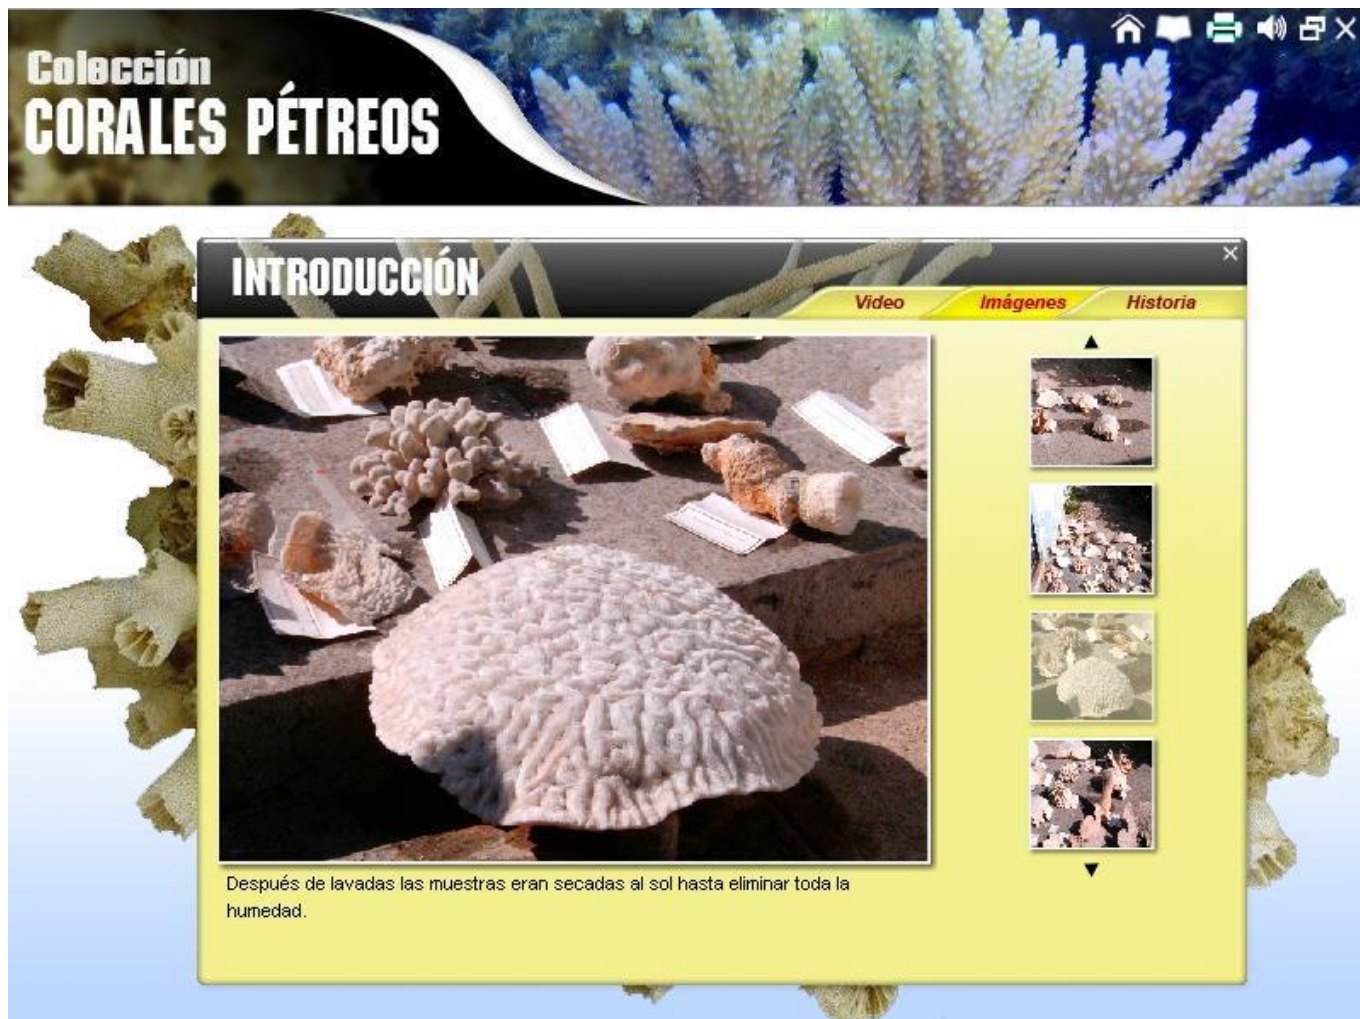 Colección
CORALES PÉTREOS
INTRODUCCIÓN
Video
Imágenes
Historia
Después de lavadas las muestras eran secadas al sol hasta eliminar toda la
humedad.